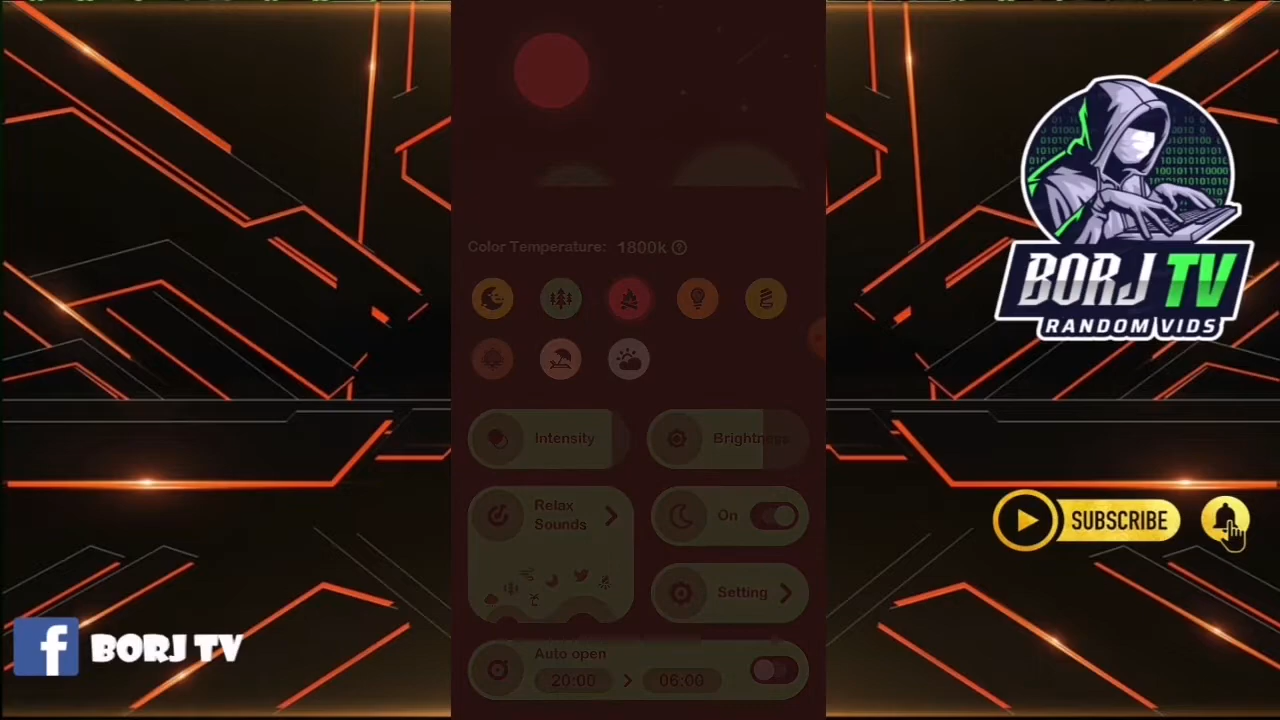 Color Temperature: 1800k
Intensity
Brightness
Relax
Sounds
On
Setting
Auto open
20:00 > 06:00
BORJ TV
RANDOM VIDS
SUBSCRIBE
f BORJ TV